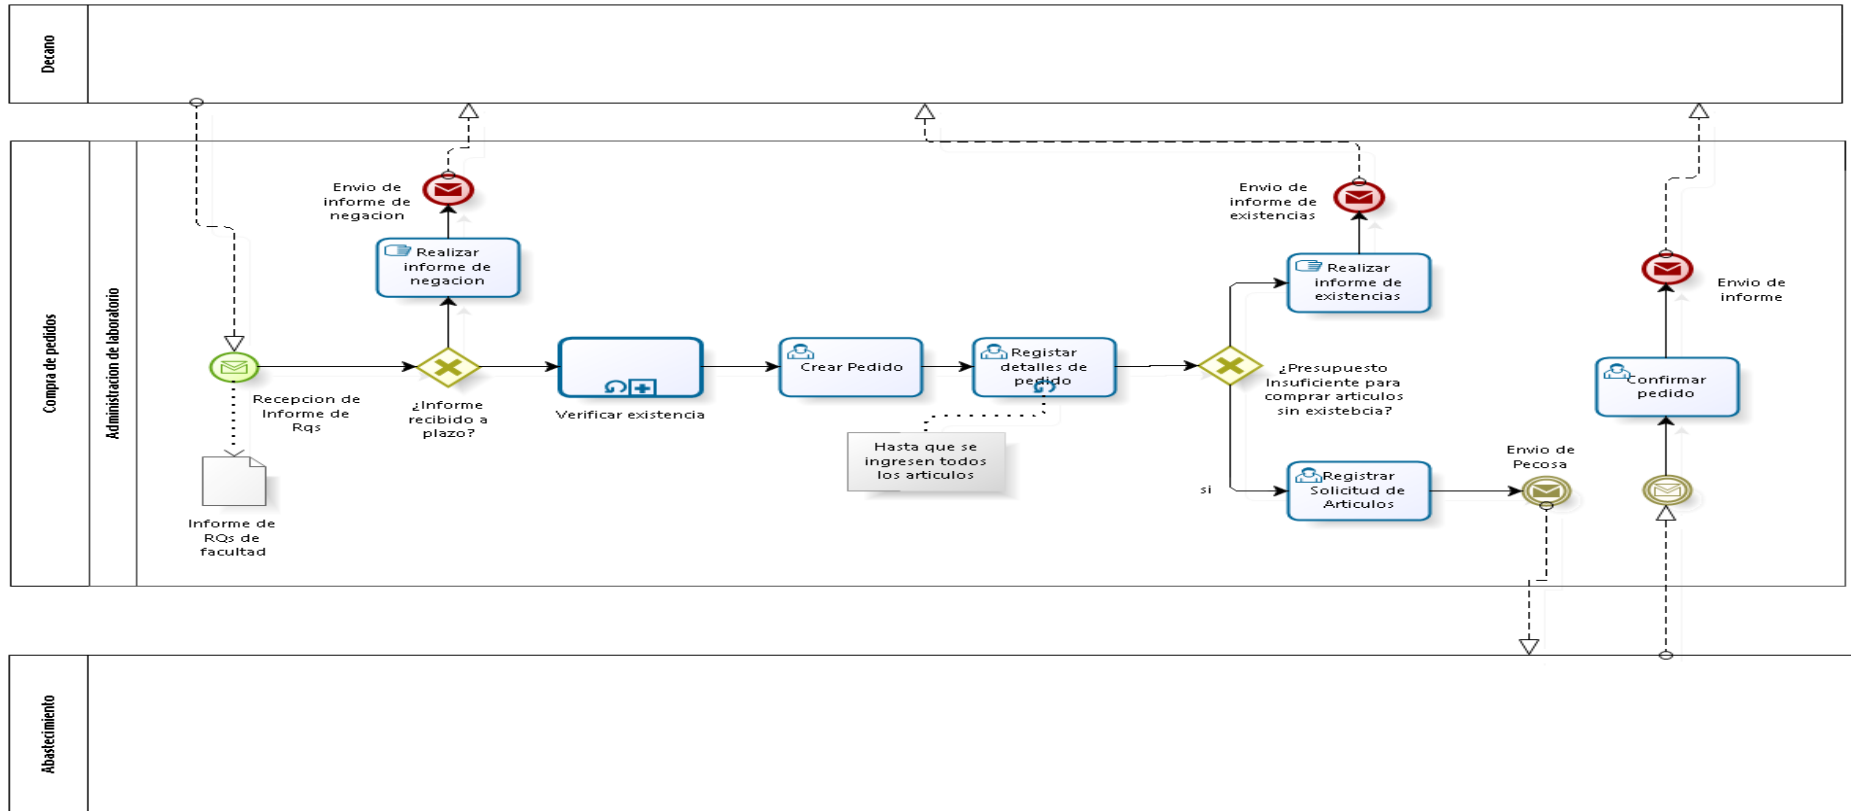 Decano
Compra de pedidos
Administracion de laboratorio
Envio de
informe de
negacion
Realizar
informe de
negacion
Recepcion de
Informe de
Rqs
Informe de
RQs de
facultad
¿Informe
recibido a
plazo?
Verificar existencia
Crear Pedido
Registar
detalles de
pedido
Hasta que se
ingresen todos
los articulos
Envio de
informe de
existencias
Realizar
informe de
existencias
¿Presupuesto
Insuficiente para
comprar articulos
sin existebcia?
si
Registrar
Solicitud de
Articulos
Envio de
Pecosa
Confirmar
pedido
Envio de
informe
Abastecimiento